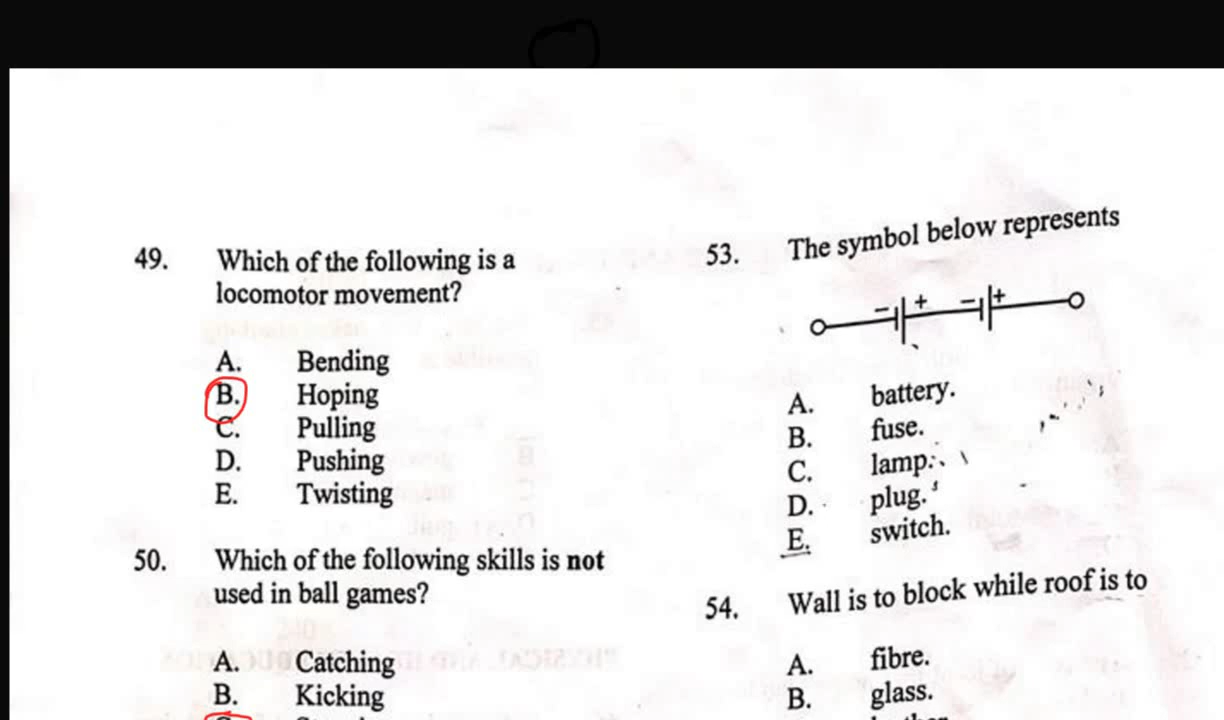 49. Which of the following is a
locomotor movement?
A. Bending
B. Hoping
C. Pulling
D. Pushing
E. Twisting
50. Which of the following skills is not
used in ball games?
A. Catching
B. Kicking
53. The symbol below represents
- + - +
A. battery.
B. fuse.
C. lamp.
D. plug.
E. switch.
54. Wall is to block while roof is to
A. fibre.
B. glass.